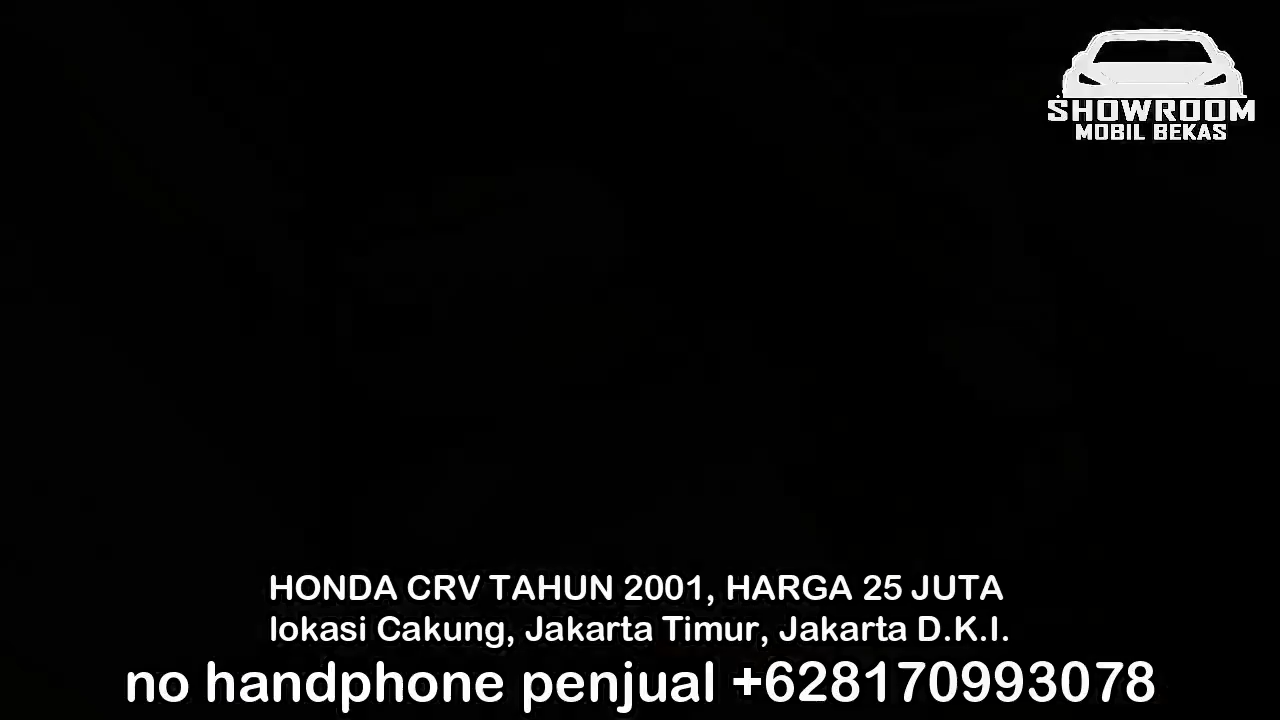 SHOWROOM
MOBIL BEKAS
HONDA CRV TAHUN 2001, HARGA 25 JUTA
lokasi Cakung, Jakarta Timur, Jakarta D.K.I.
no handphone penjual +628170993078